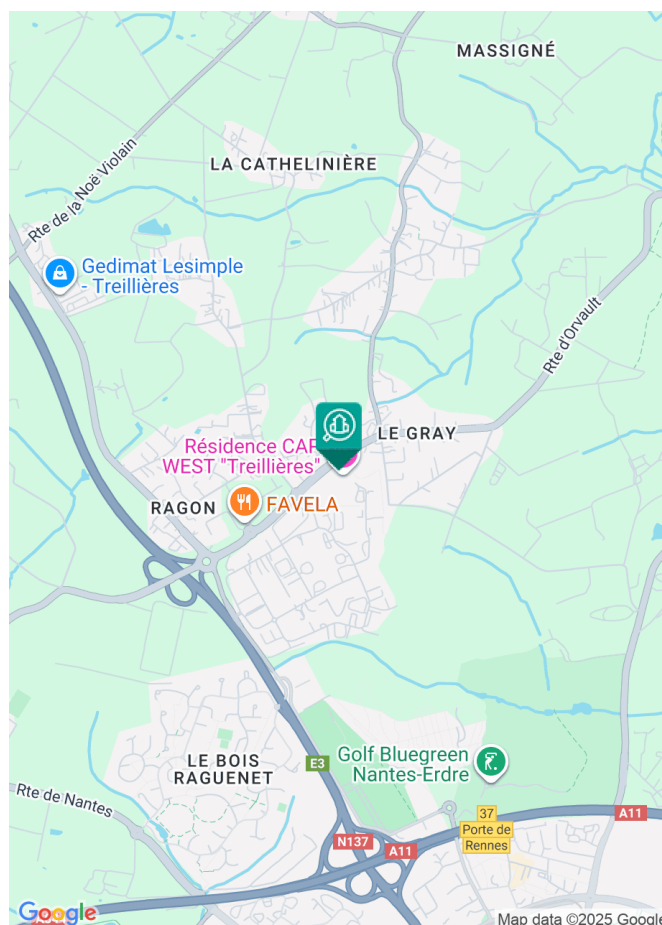 MASSIGNÉ
LA CATHELINIÈRE
Rte de la Noë Violain
Gedimat Lesimple
- Treillières
Rte d'Orvault
LE GRAY
Résidence CAP
WEST "Treillières"
RAGON
FAVELA
Golf Bluegreen
Nantes-Erdre
LE BOIS
RAGUENET
E3
Rte de Nantes
37
Porte de
Rennes
A11
N137
A11
Google
Map data ©2025 Google